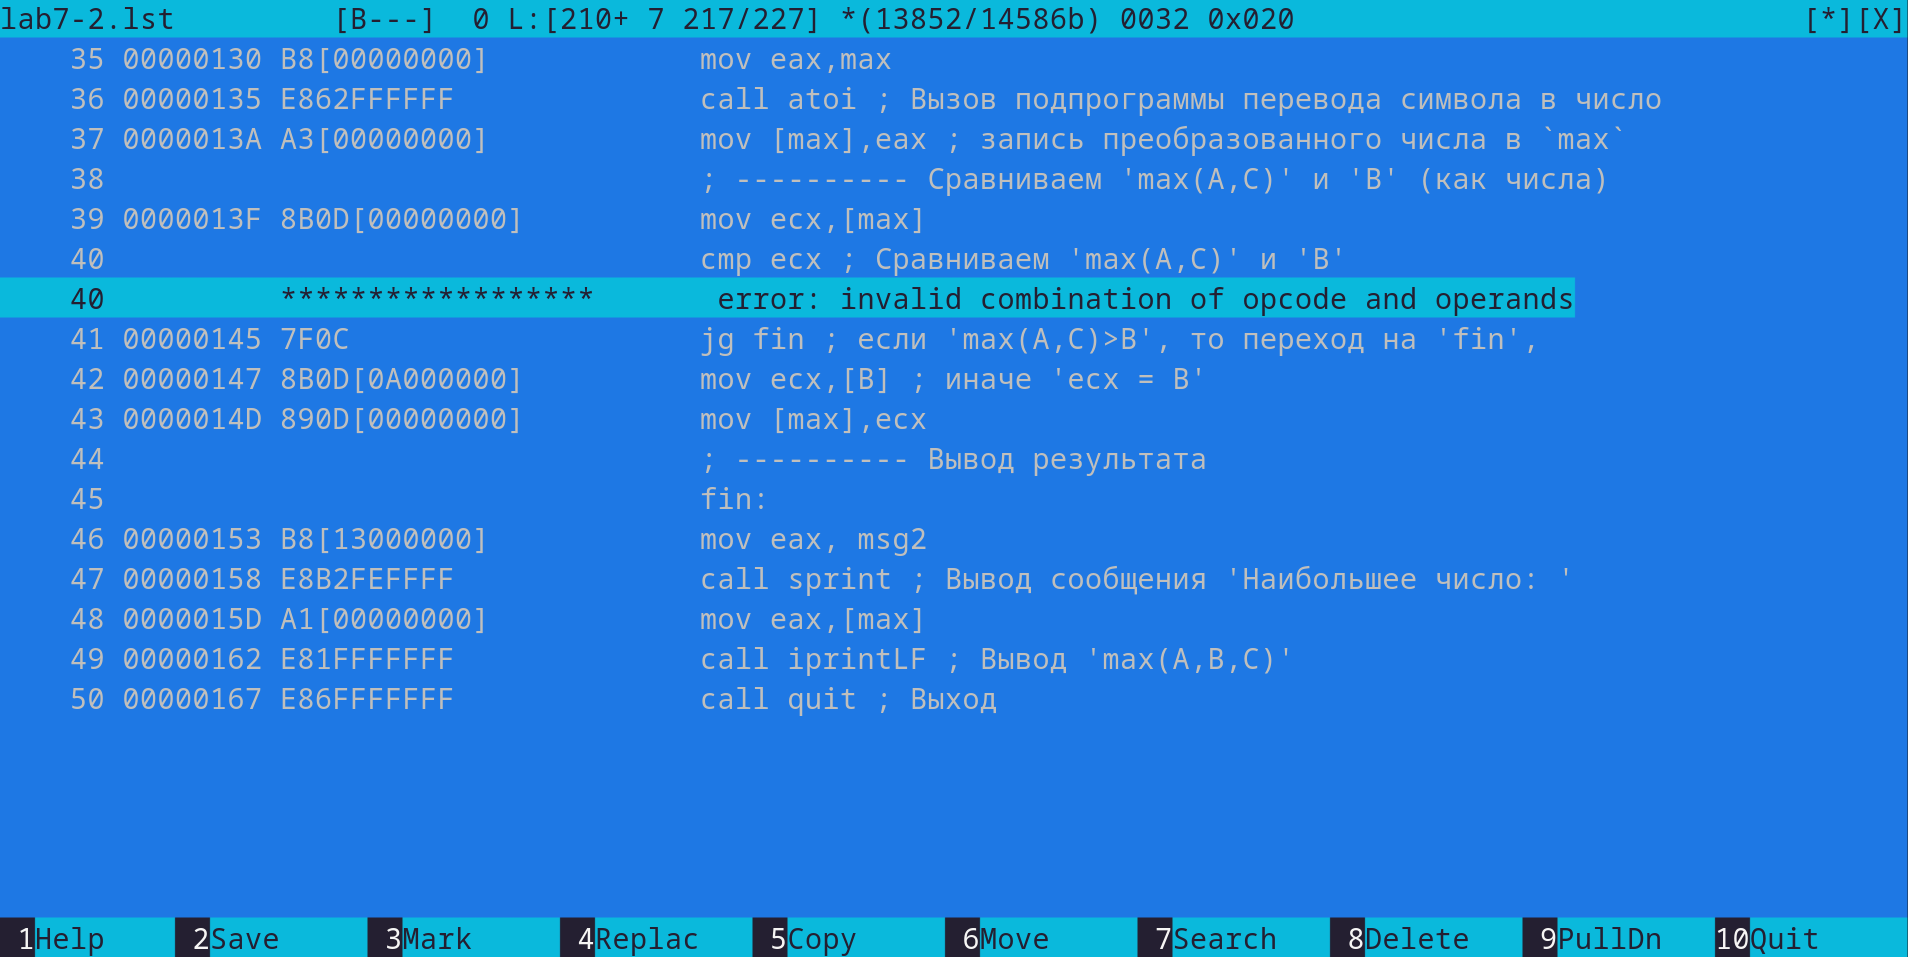 lab7-2.lst [B---] 0 L:[210+ 7 217/227] *(13852/14586b) 0032 0x020 [*][X]
35 00000130 B8[00000000] mov eax,max
36 00000135 E862FFFFFF call atoi ; Вызов подпрограммы перевода символа в число
37 0000013A A3[00000000] mov [max],eax ; запись преобразованного числа в `max`
38 ; ---------- Сравниваем 'max(A,C)' и 'B' (как числа)
39 0000013F 8B0D[00000000] mov ecx,[max]
40 cmp ecx ; Сравниваем 'max(A,C)' и 'B'
40 ****************** error: invalid combination of opcode and operands
41 00000145 7F0C jg fin ; если 'max(A,C)>B', то переход на 'fin',
42 00000147 8B0D[0A000000] mov ecx,[B] ; иначе 'ecx = B'
43 0000014D 890D[00000000] mov [max],ecx
44 ; ---------- Вывод результата
45 fin:
46 00000153 B8[13000000] mov eax, msg2
47 00000158 E8B2FEFFFF call sprint ; Вывод сообщения 'Наибольшее число: '
48 0000015D A1[00000000] mov eax,[max]
49 00000162 E81FFFFFFF call iprintLF ; Вывод 'max(A,B,C)'
50 00000167 E86FFFFFFF call quit ; Выход
1Help 2Save 3Mark 4Replac 5Copy 6Move 7Search 8Delete 9PullDn 10Quit